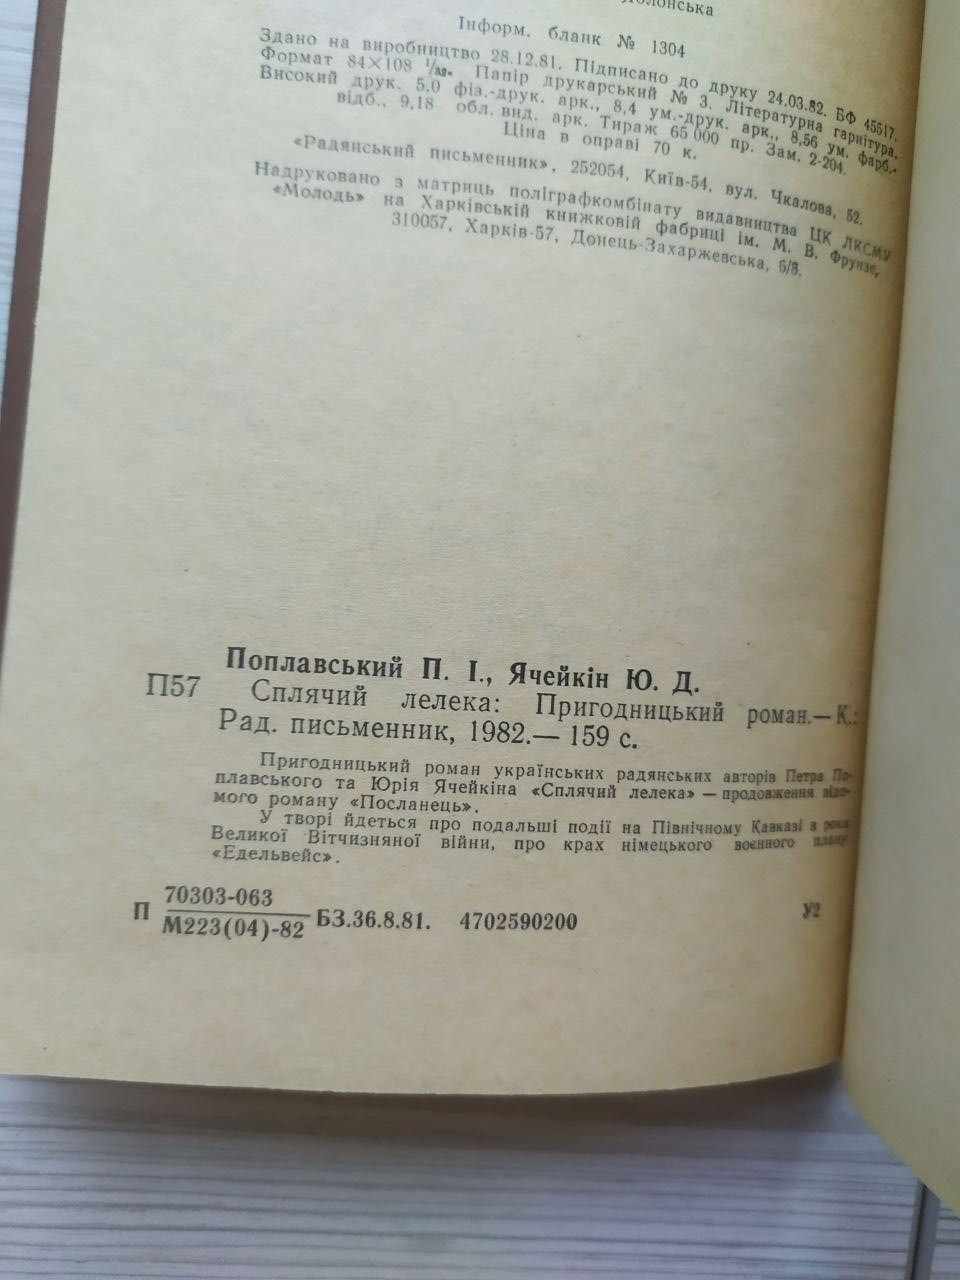 Інформ. бланк № 1304
Здано на виробництво 28.12.81. Підписано до друку 24.03.82. БФ 45517.
Формат 84×108 1/32. Папір друкарський № 3. Літературна гарнітура.
Високий друк. 5,0 фіз.-друк. арк., 8,4 ум.-друк. арк., 8,56 ум. фарб.-
відб., 9,18 обл. вид. арк. Тираж 65 000 пр. Зам. 2-204.
Ціна в оправі 70 к.
«Радянський письменник», 252054, Київ-54, вул. Чкалова, 52.
Надруковано з матриць поліграфкомбінату видавництва ЦК ЛКСМУ
«Молодь» на Харківській книжковій фабриці ім. М. В. Фрунзе,
310057, Харків-57, Донець-Захаржевська, 6/8.
Поплавський П. І., Ячейкін Ю. Д.
П57 Сплячий лелека: Пригодницький роман.— К.:
Рад. письменник, 1982.— 159 с.
Пригодницький роман українських радянських авторів Петра По-
плавського та Юрія Ячейкіна «Сплячий лелека» — продовження відо-
мого роману «Посланець».
У творі йдеться про подальші події на Північному Кавказі в роки
Великої Вітчизняної війни, про крах німецького воєнного плану
«Едельвейс».
П 70303-063
М223(04)-82 БЗ.36.8.81. 4702590200 У2